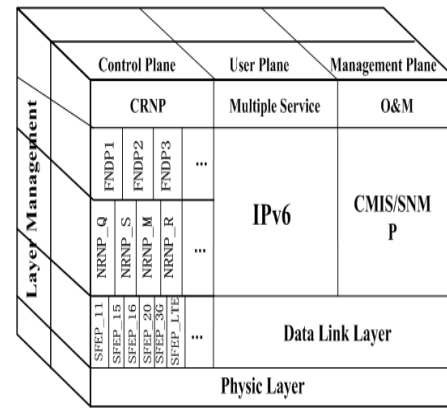 Control Plane
User Plane
Management Plane
Layer Management
CRNP
Multiple Service
O&M
FNDP1
FNDP2
FNDP3
...
IPv6
CMIS/SNM
P
NRNP_Q
NRNP_S
NRNP_M
NRNP_R
...
SFEP_11
SFEP_15
SFEP_16
SFEP_20
SFEP_3G
SFEP_LTE
...
Data Link Layer
Physic Layer